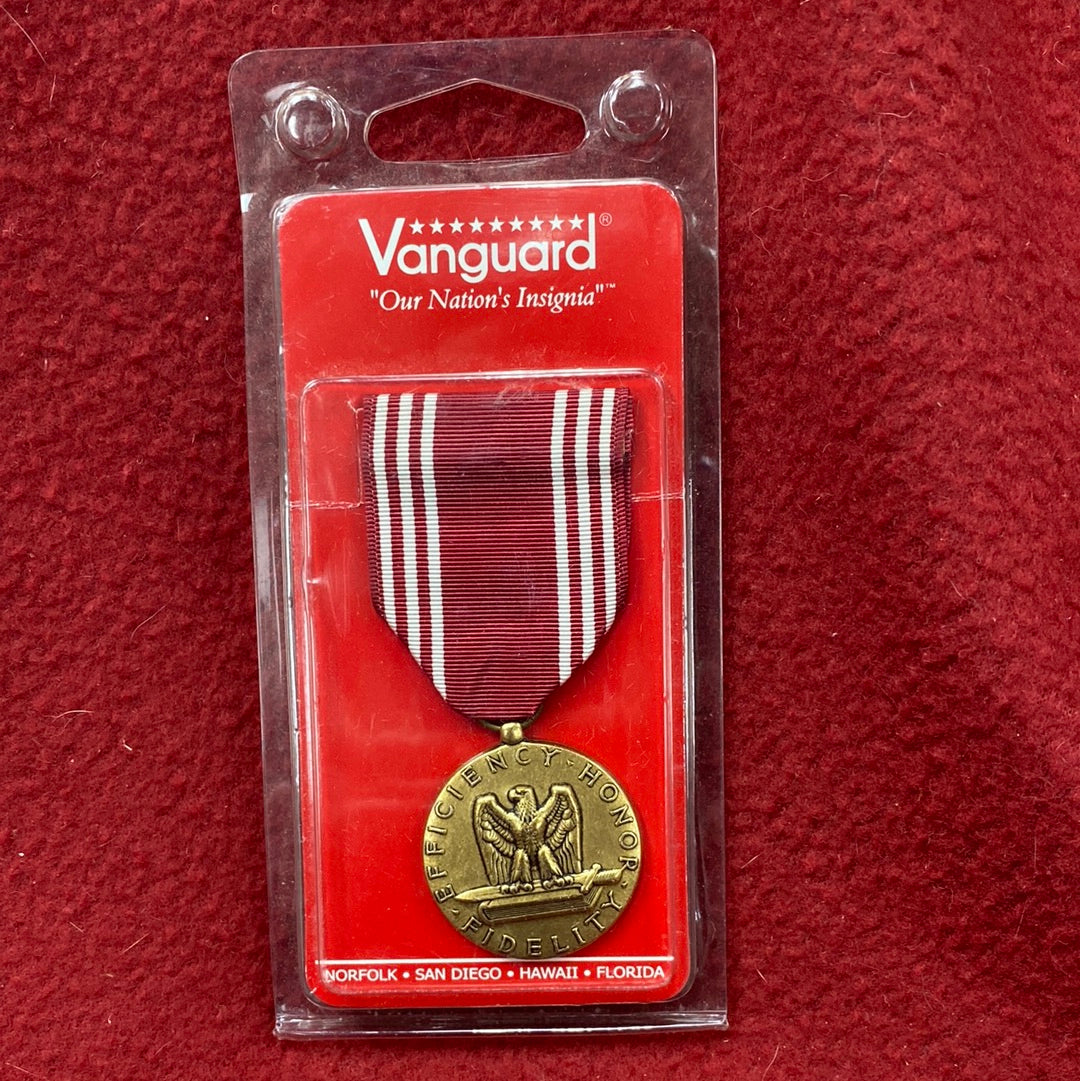 Vanguard®
"Our Nation's Insignia"™
EFFICIENCY · HONOR · FIDELITY ·
NORFOLK • SAN DIEGO • HAWAII • FLORIDA